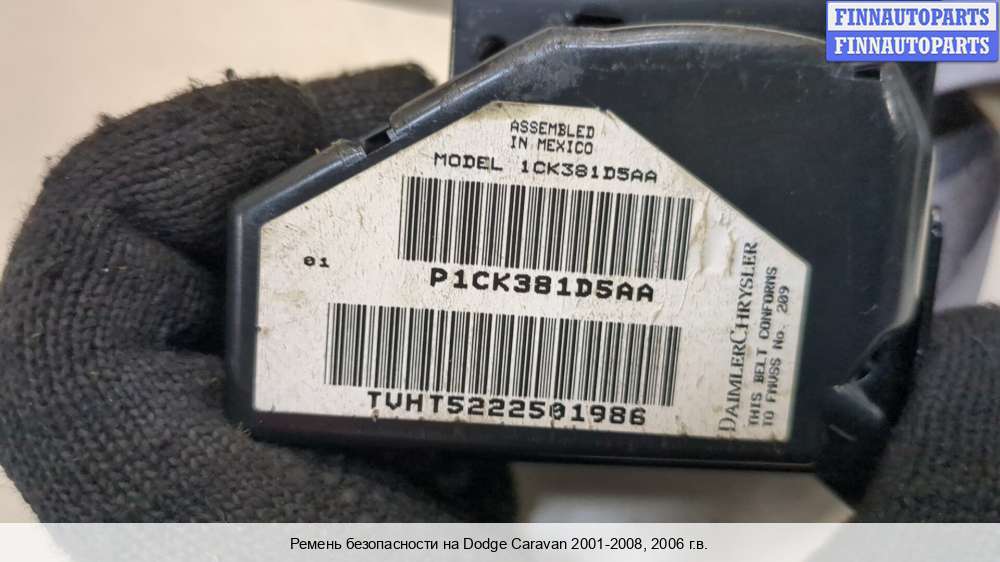 FINNAUTOPARTS
FINNAUTOPARTS
ASSEMBLED
IN MEXICO
MODEL 1CK381D5AA
01
P1CK381D5AA
TVHT5222501986
DAIMLERCHRYSLER
THIS BELT CONFORMS
TO FMVSS No. 209
Ремень безопасности на Dodge Caravan 2001-2008, 2006 г.в.